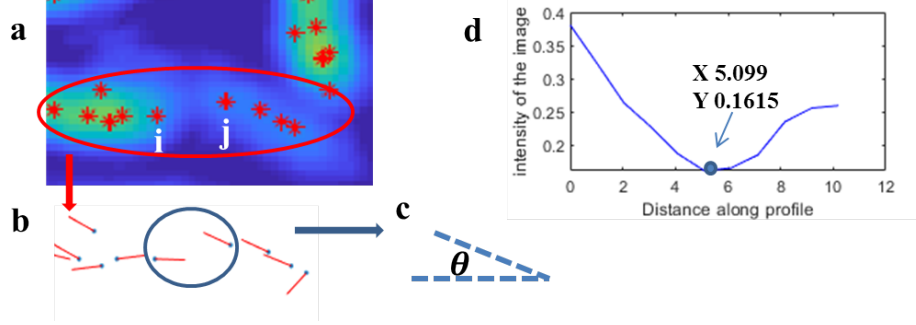 a
i
j
b
c
θ
d
intensity of the image
0.4
0.35
0.3
0.25
0.2
X 5.099
Y 0.1615
0 2 4 6 8 10 12
Distance along profile